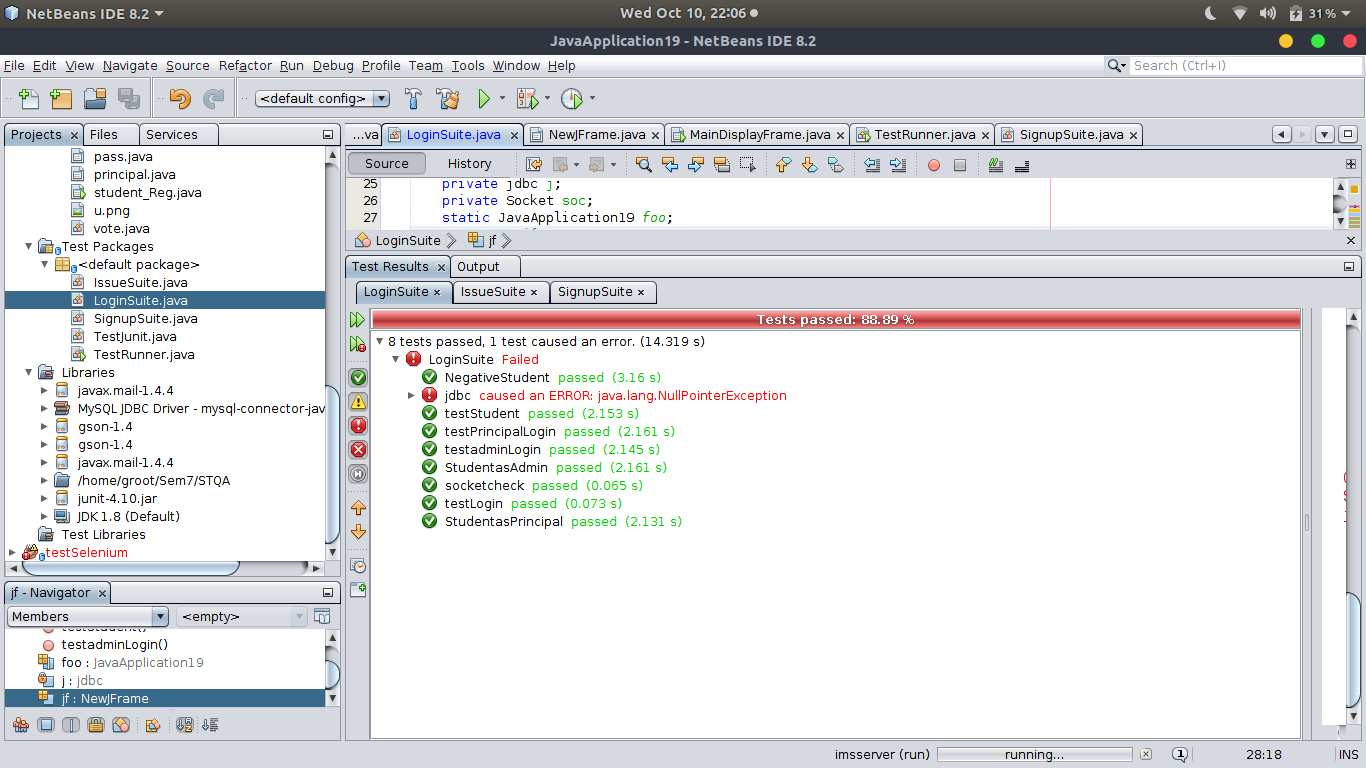 NetBeans IDE 8.2
Wed Oct 10, 22:06
31%
JavaApplication19 - NetBeans IDE 8.2
File Edit View Navigate Source Refactor Run Debug Profile Team Tools Window Help
Search (Ctrl+I)
<default config>
Projects
Files
Services
pass.java
principal.java
student_Reg.java
u.png
vote.java
Test Packages
<default package>
IssueSuite.java
LoginSuite.java
SignupSuite.java
TestJunit.java
TestRunner.java
Libraries
javax.mail-1.4.4
MySQL JDBC Driver - mysql-connector-jav
gson-1.4
gson-1.4
javax.mail-1.4.4
/home/groot/Sem7/STQA
junit-4.10.jar
JDK 1.8 (Default)
Test Libraries
testSelenium
jf - Navigator
Members
<empty>
testStudent()
testadminLogin()
foo : JavaApplication19
j : jdbc
jf : NewJFrame
...va
LoginSuite.java
NewJFrame.java
MainDisplayFrame.java
TestRunner.java
SignupSuite.java
Source
History
25 private jdbc j;
26 private Socket soc;
27 static JavaApplication19 foo;
LoginSuite
jf
Test Results
Output
LoginSuite
IssueSuite
SignupSuite
Tests passed: 88.89 %
8 tests passed, 1 test caused an error. (14.319 s)
LoginSuite Failed
NegativeStudent passed (3.16 s)
jdbc caused an ERROR: java.lang.NullPointerException
testStudent passed (2.153 s)
testPrincipalLogin passed (2.161 s)
testadminLogin passed (2.145 s)
StudentasAdmin passed (2.161 s)
socketcheck passed (0.065 s)
testLogin passed (0.073 s)
StudentasPrincipal passed (2.131 s)
imsserver (run)
running...
1
28:18
INS